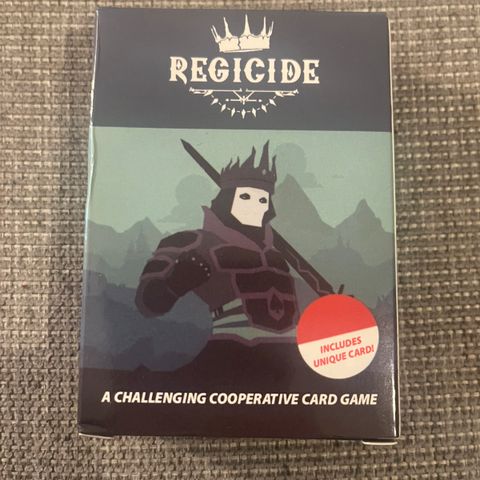 REGICIDE
INCLUDES
UNIQUE CARD!
A CHALLENGING COOPERATIVE CARD GAME